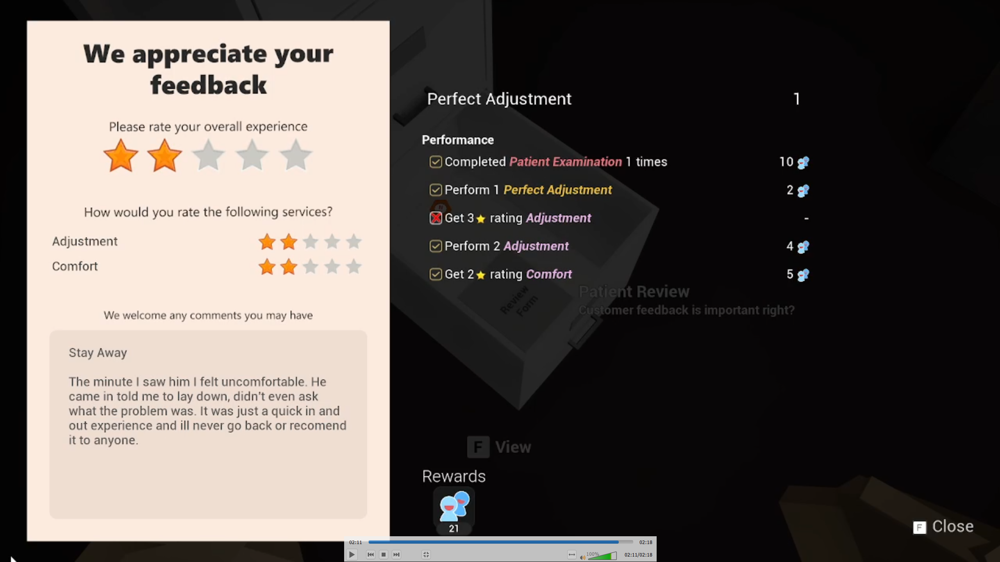 We appreciate your
feedback
Please rate your overall experience
How would you rate the following services?
Adjustment
Comfort
We welcome any comments you may have
Stay Away
The minute I saw him I felt uncomfortable. He
came in told me to lay down, didn't even ask
what the problem was. It was just a quick in and
out experience and ill never go back or recomend
it to anyone.
Perfect Adjustment 1
Performance
Completed Patient Examination 1 times 10
Perform 1 Perfect Adjustment 2
Get 3 rating Adjustment -
Perform 2 Adjustment 4
Get 2 rating Comfort 5
Patient Review
Customer feedback is important right?
Review
Form
F View
Rewards
21
F Close
02:11 02:18
100% 02:11/02:18